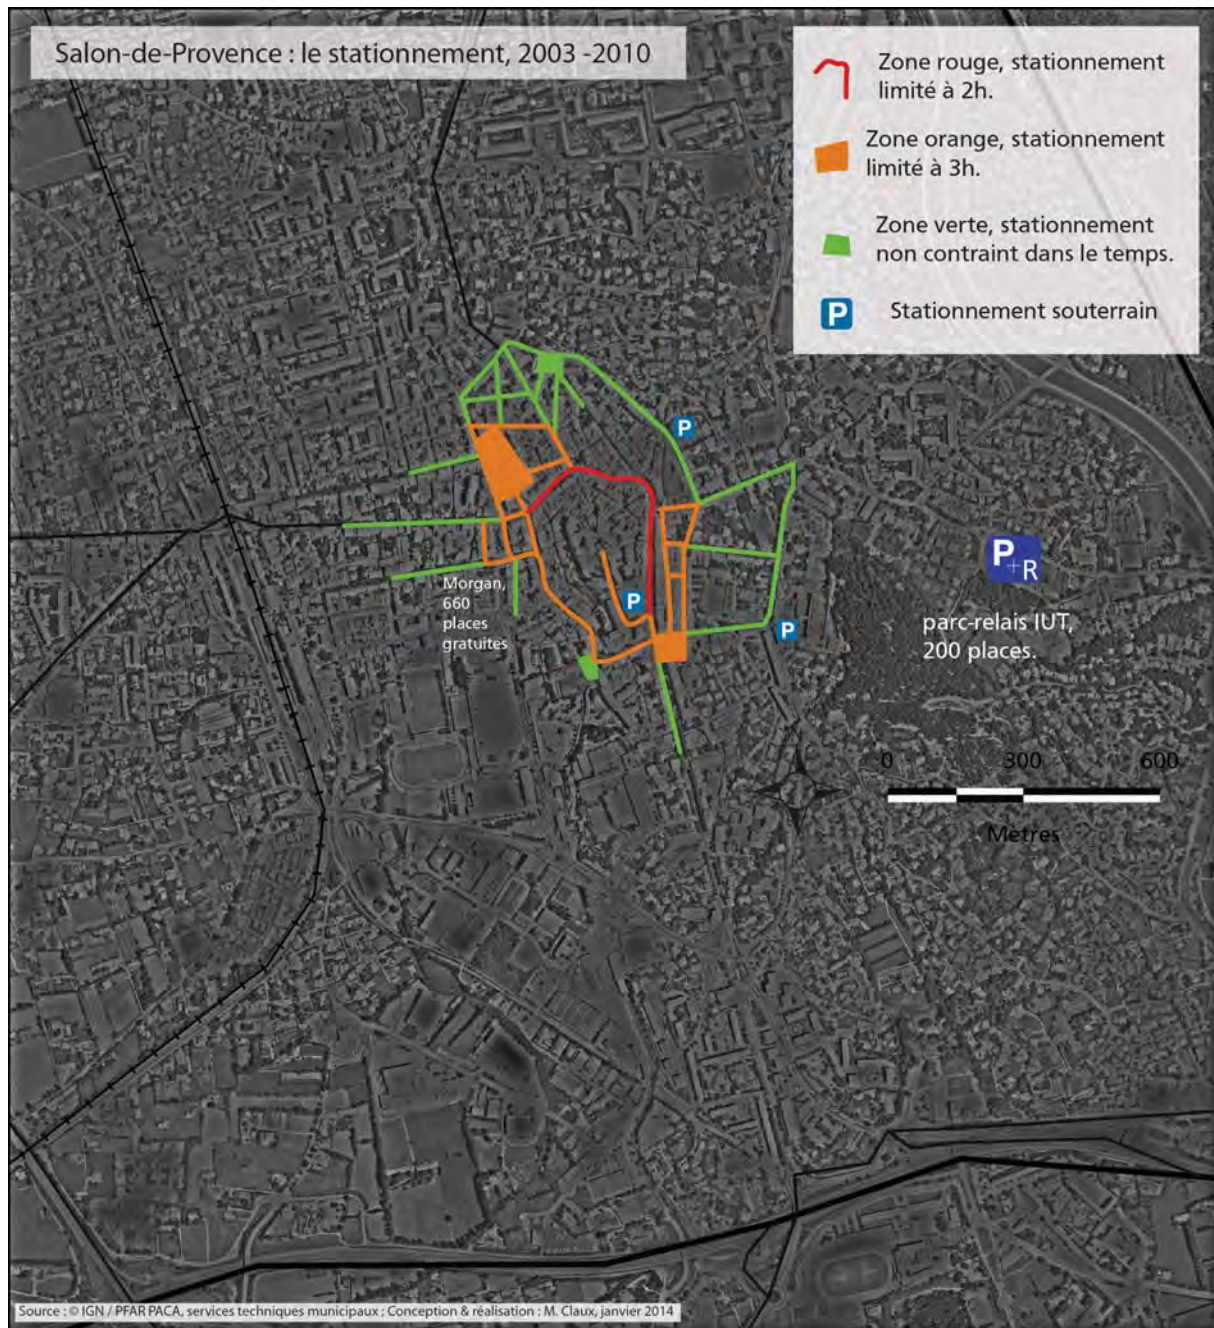 Salon-de-Provence : le stationnement, 2003 -2010
Zone rouge, stationnement
limité à 2h.
Zone orange, stationnement
limité à 3h.
Zone verte, stationnement
non contraint dans le temps.
P
Stationnement souterrain
P
P
P
P+R
Morgan,
660
places
gratuites
parc-relais IUT,
200 places.
0 300 600
Mètres
Source : © IGN / PFAR PACA, services techniques municipaux ; Conception & réalisation : M. Claux, janvier 2014